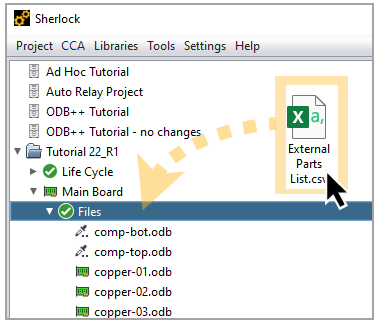 Sherlock
Project CCA Libraries Tools Settings Help
Ad Hoc Tutorial
Auto Relay Project
ODB++ Tutorial
ODB++ Tutorial - no changes
Tutorial 22_R1
Life Cycle
Main Board
Files
comp-bot.odb
comp-top.odb
copper-01.odb
copper-02.odb
copper-03.odb
X a,
External
Parts
List.csv